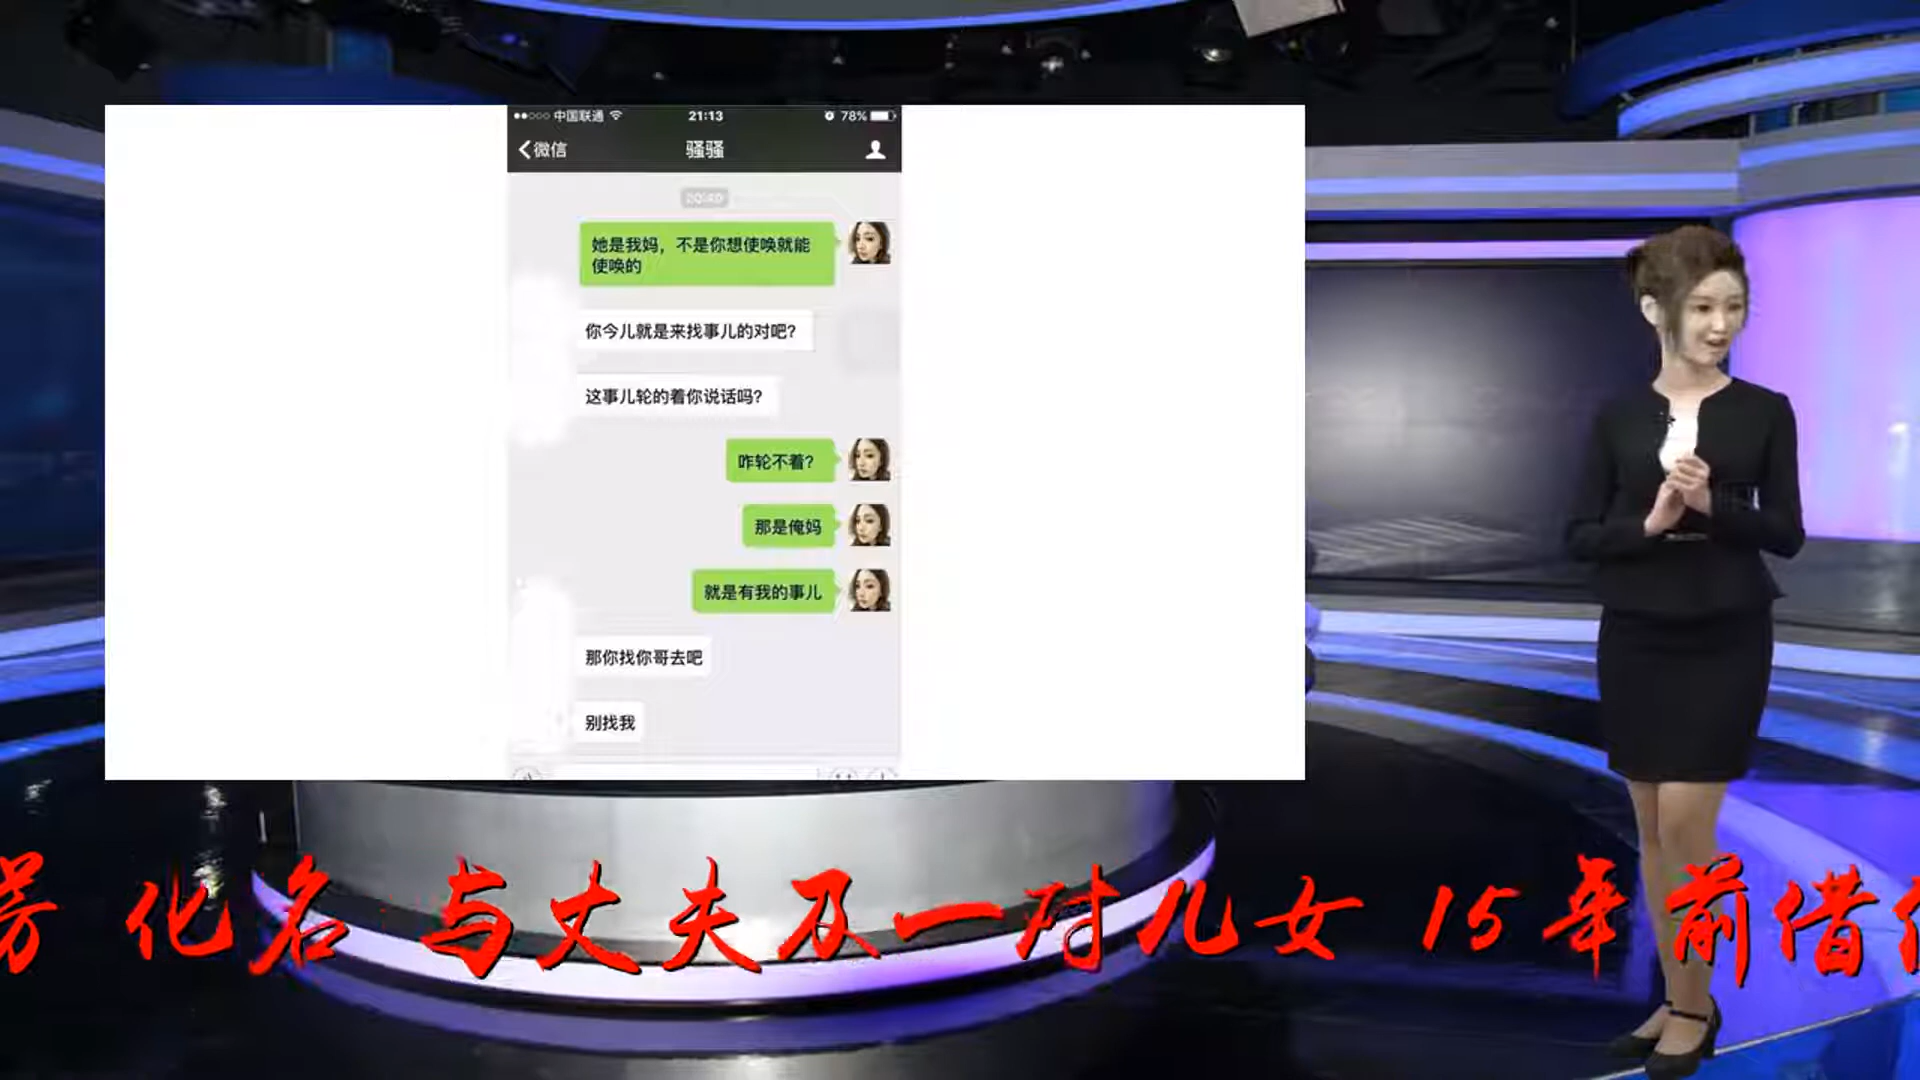 中国联通
21:13
78%
微信
骚骚
20:40
她是我妈，不是你想使唤就能
使唤的
你今儿就是来找事儿的对吧？
这事儿轮的着你说话吗？
咋轮不着？
那是俺妈
就是有我的事儿
那你找你哥去吧
别找我
化名 与丈夫及一对儿女 15年前借